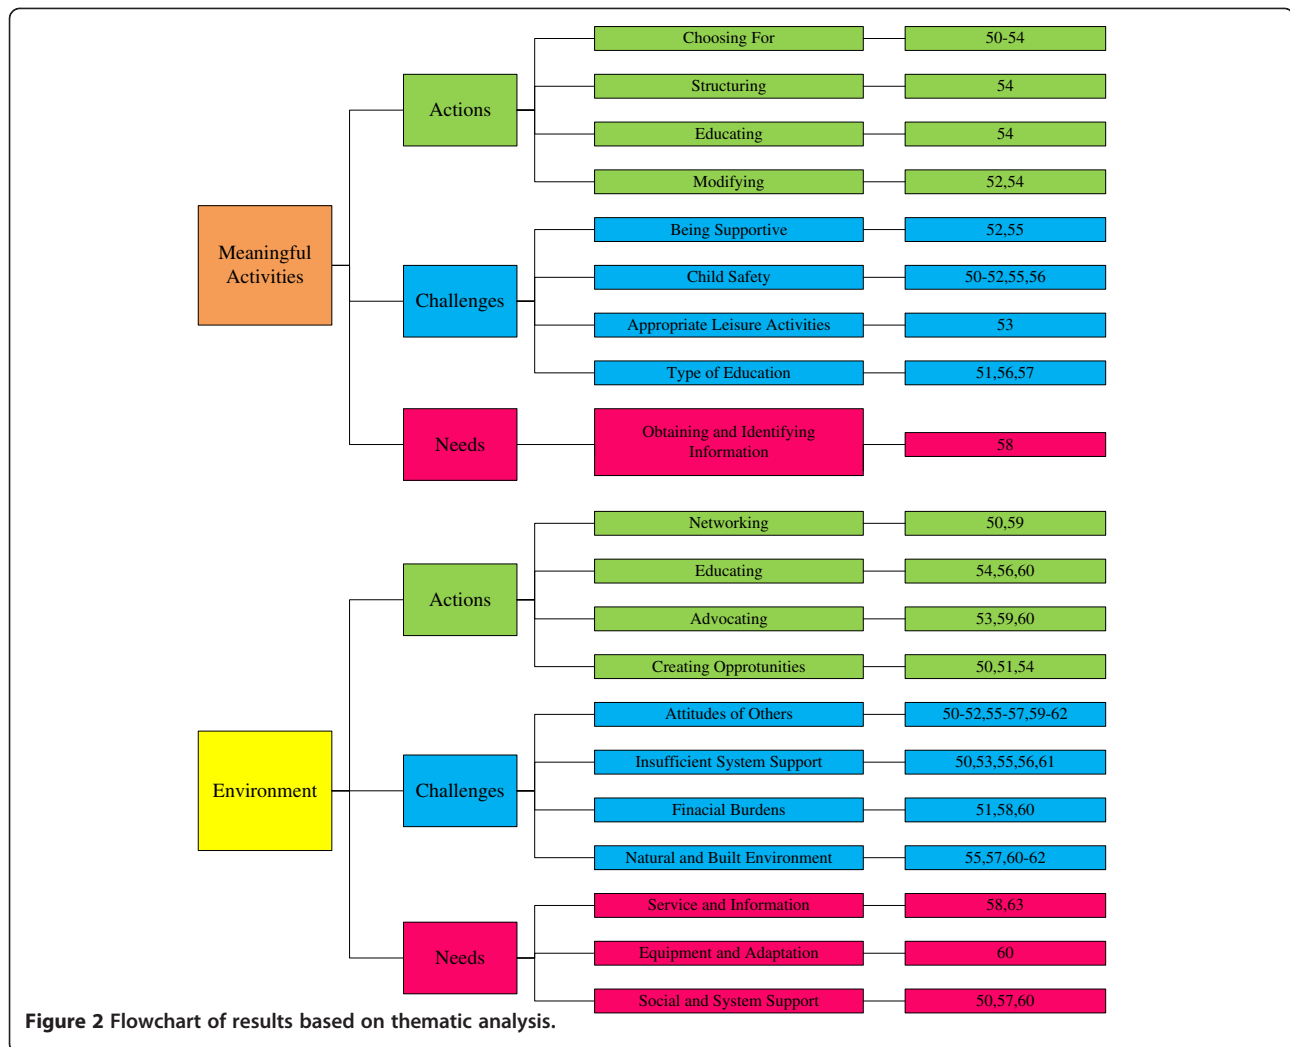 Meaningful
Activities
Actions
Choosing For
50-54
Structuring
54
Educating
54
Modifying
52,54
Challenges
Being Supportive
52,55
Child Safety
50-52,55,56
Appropriate Leisure Activities
53
Type of Education
51,56,57
Needs
Obtaining and Identifying
Information
58
Environment
Actions
Networking
50,59
Educating
54,56,60
Advocating
53,59,60
Creating Opprotunities
50,51,54
Challenges
Attitudes of Others
50-52,55-57,59-62
Insufficient System Support
50,53,55,56,61
Finacial Burdens
51,58,60
Natural and Built Environment
55,57,60-62
Needs
Service and Information
58,63
Equipment and Adaptation
60
Social and System Support
50,57,60
Figure 2 Flowchart of results based on thematic analysis.